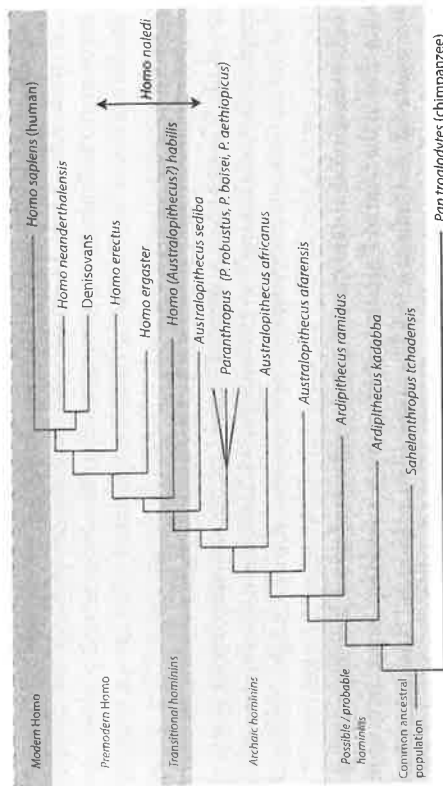 Modern Homo
Premodern Homo
Transitional hominins
Archaic hominins
Possible / probable
hominins
Common ancestral
population
Homo sapiens (human)
Homo neanderthalensis
Denisovans
Homo erectus
Homo ergaster
Homo (Australopithecus?) habilis
Australopithecus sediba
Paranthropus (P. robustus, P. boisei, P. aethiopicus)
Australopithecus africanus
Australopithecus afarensis
Ardipithecus ramidus
Ardipithecus kadabba
Sahelanthropus tchadensis
Pan troglodytes (chimpanzee)
Homo naledi